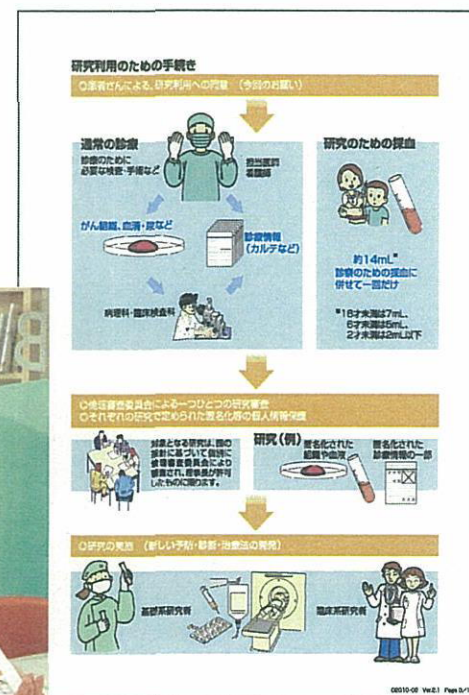 研究利用のための手続き
◎患者さんによる、研究利用への同意 (今回のお願い)
通常の診療
診療のために
必要な検査・手術など
担当医師
看護師
がん組織、血清・尿など
診療情報
(カルテなど)
病理科・臨床検査科
研究のための採血
約14mL*
診療のための採血に
併せて一回だけ
*16才未満は7mL、
6才未満は5mL、
2才未満は2mL以下
◎倫理審査委員会による一つひとつの研究審査
◎それぞれの研究で定められた匿名化等の個人情報保護
対象となる研究は、国の
指針に基づいて個別に
倫理審査委員会により
審査され、理事長が許可
したものに限ります。
研究(例)
匿名化された
組織や血液
匿名化された
診療情報の一部
◎研究の実施 (新しい予防・診断・治療法の開発)
基礎系研究者
臨床系研究者